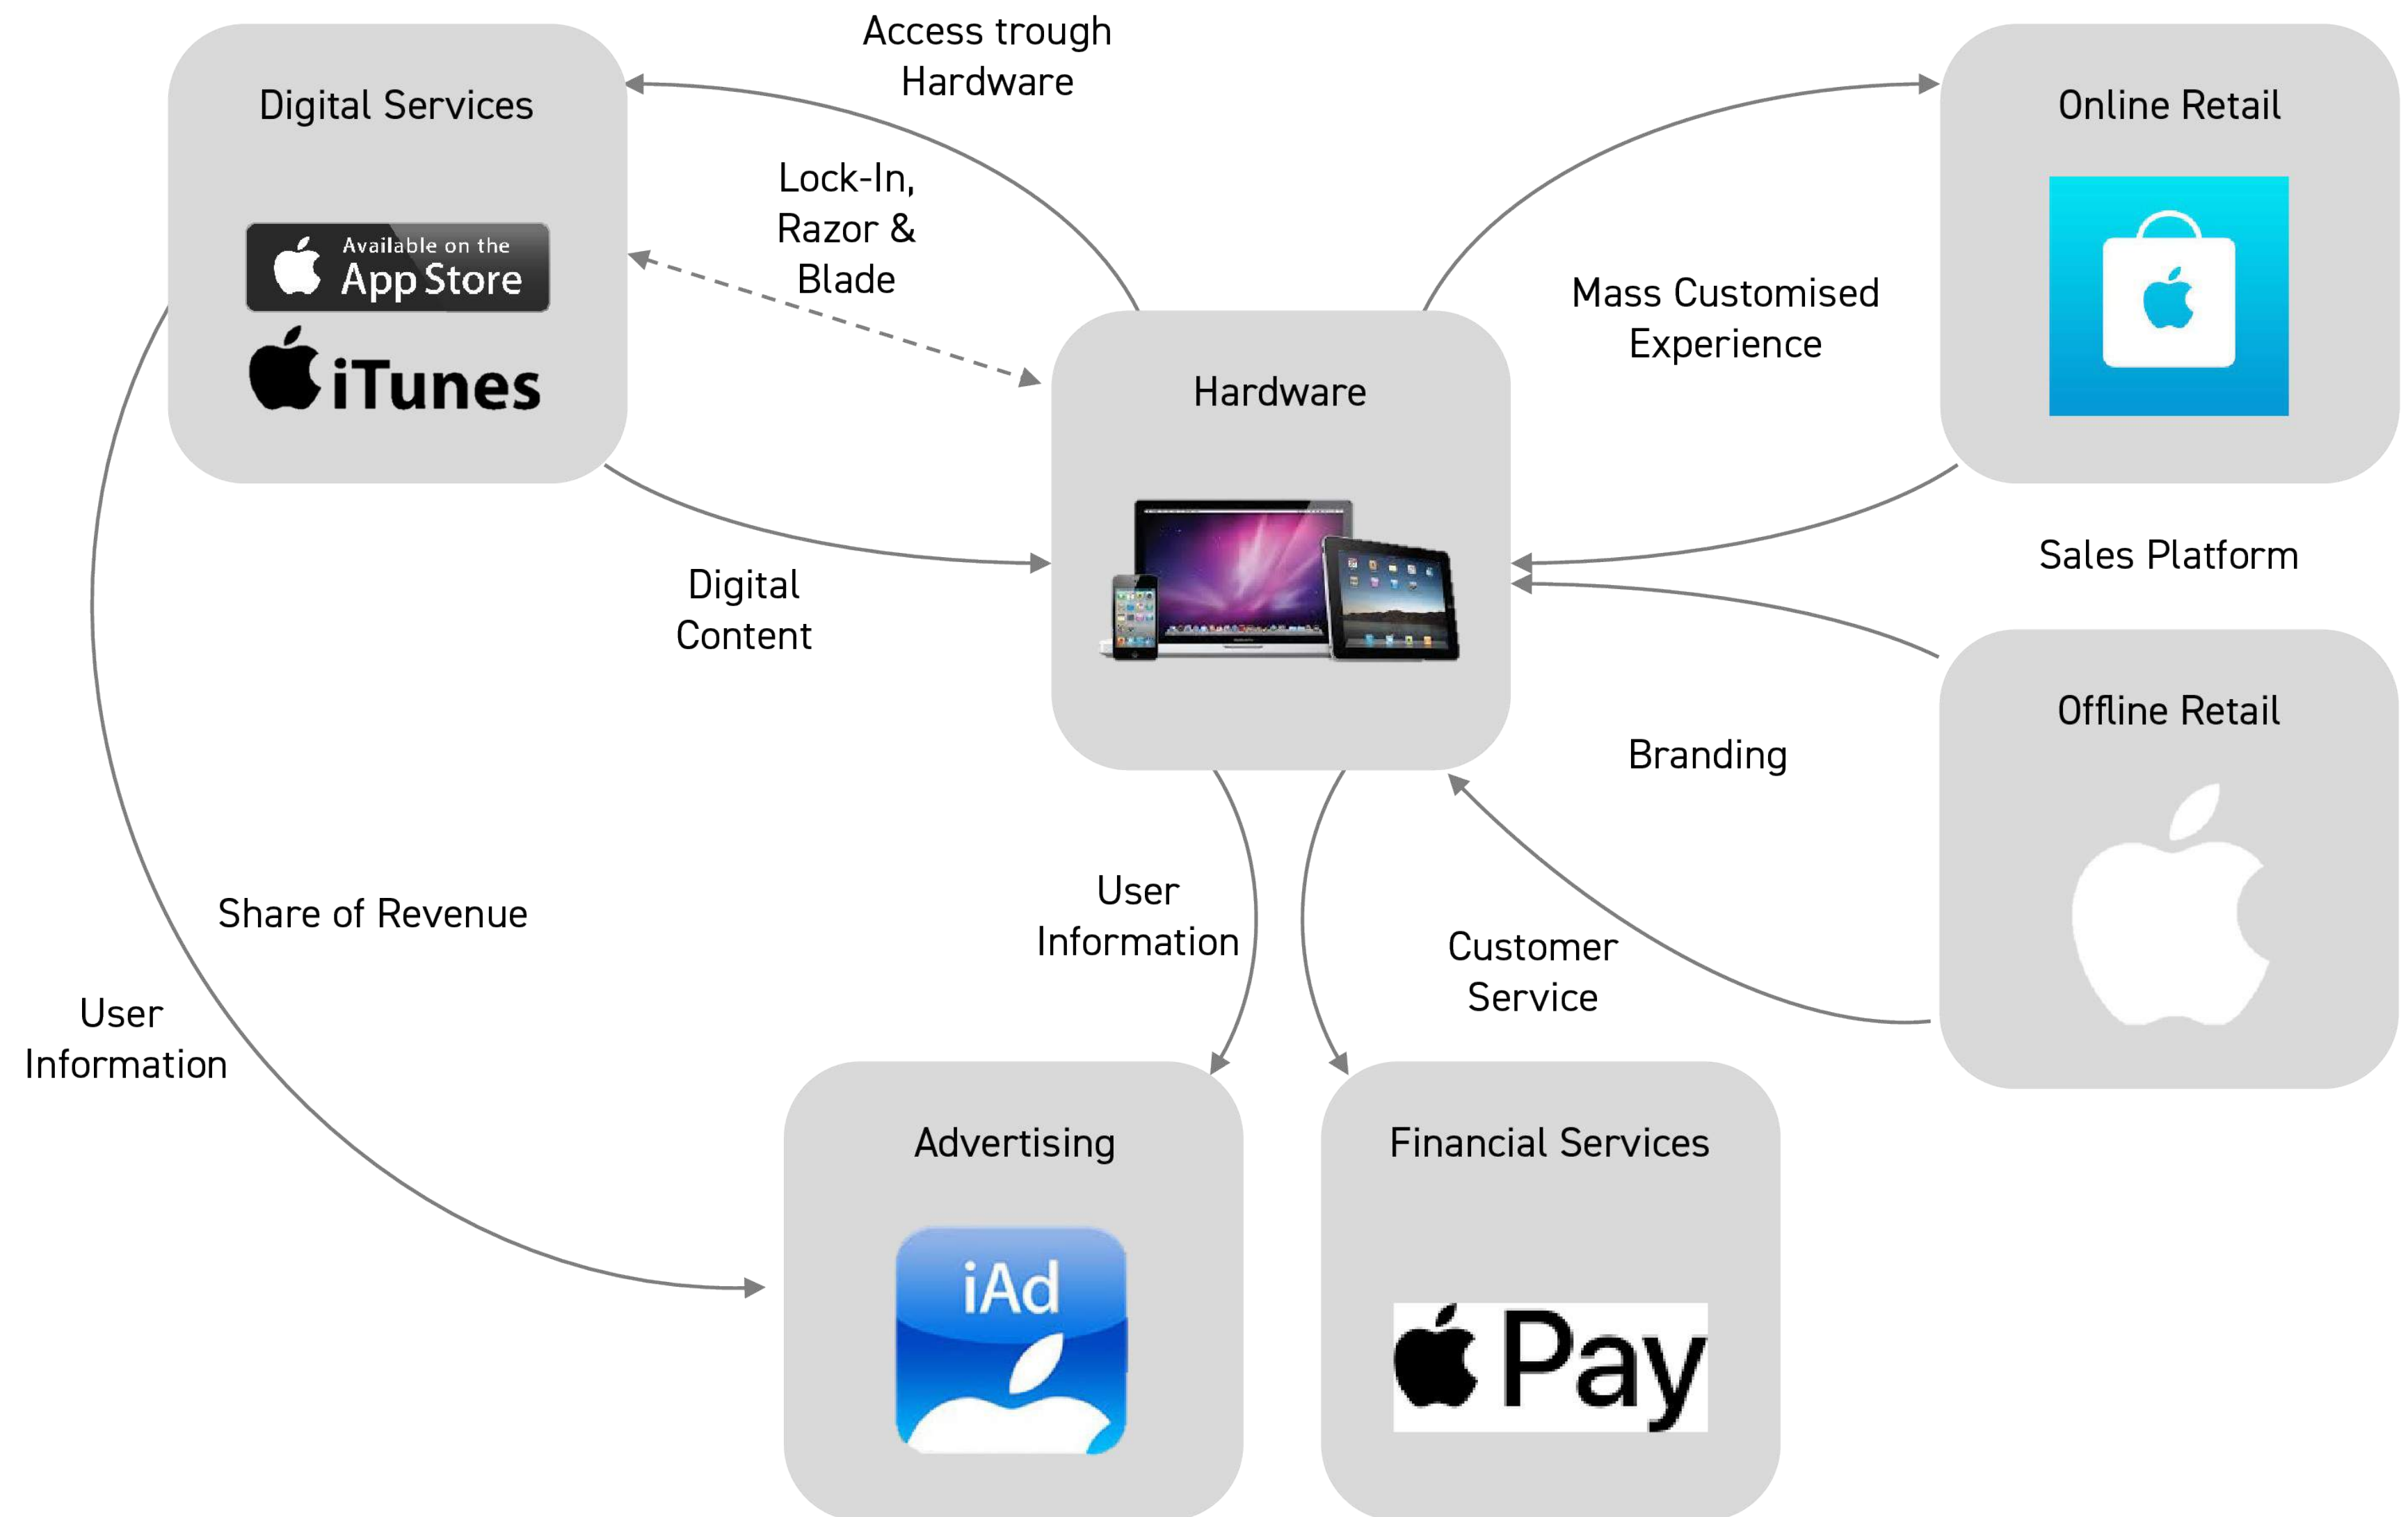 Access trough
Hardware
Digital Services
Online Retail
Lock-In,
Razor &
Blade
Available on the
App Store
iTunes
Mass Customised
Experience
Hardware
Digital
Content
Sales Platform
Offline Retail
Branding
Share of Revenue
User
Information
Customer
Service
User
Information
Advertising
Financial Services
iAd
Pay